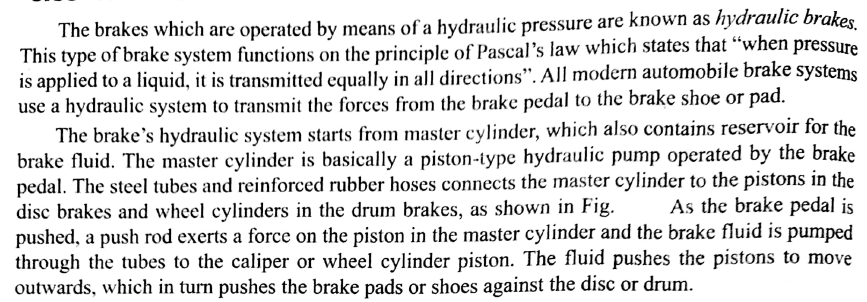 The brakes which are operated by means of a hydraulic pressure are known as hydraulic brakes.
This type of brake system functions on the principle of Pascal's law which states that “when pressure
is applied to a liquid, it is transmitted equally in all directions”. All modern automobile brake systems
use a hydraulic system to transmit the forces from the brake pedal to the brake shoe or pad.
The brake's hydraulic system starts from master cylinder, which also contains reservoir for the
brake fluid. The master cylinder is basically a piston-type hydraulic pump operated by the brake
pedal. The steel tubes and reinforced rubber hoses connects the master cylinder to the pistons in the
disc brakes and wheel cylinders in the drum brakes, as shown in Fig. As the brake pedal is
pushed, a push rod exerts a force on the piston in the master cylinder and the brake fluid is pumped
through the tubes to the caliper or wheel cylinder piston. The fluid pushes the pistons to move
outwards, which in turn pushes the brake pads or shoes against the disc or drum.